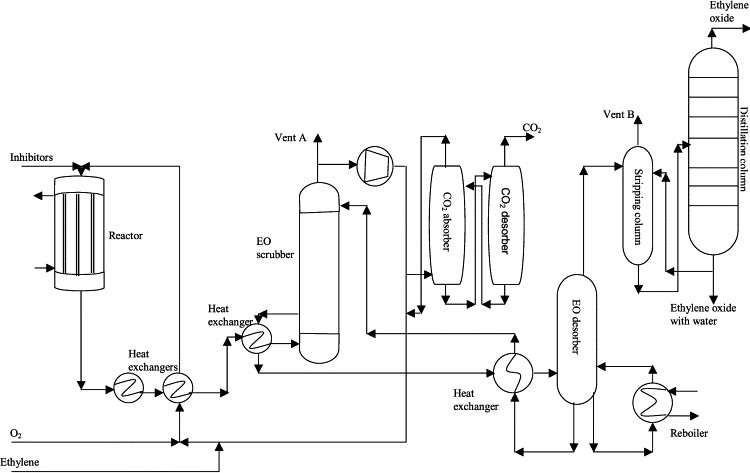 Ethylene
oxide
Vent B
Distillation column
CO2
Vent A
Inhibitors
Stripping column
CO2 absorber
CO2 desorber
Reactor
EO
scrubber
Ethylene oxide
with water
Heat
exchanger
EO desorber
Heat
exchangers
Heat
exchanger
O2
Reboiler
Ethylene